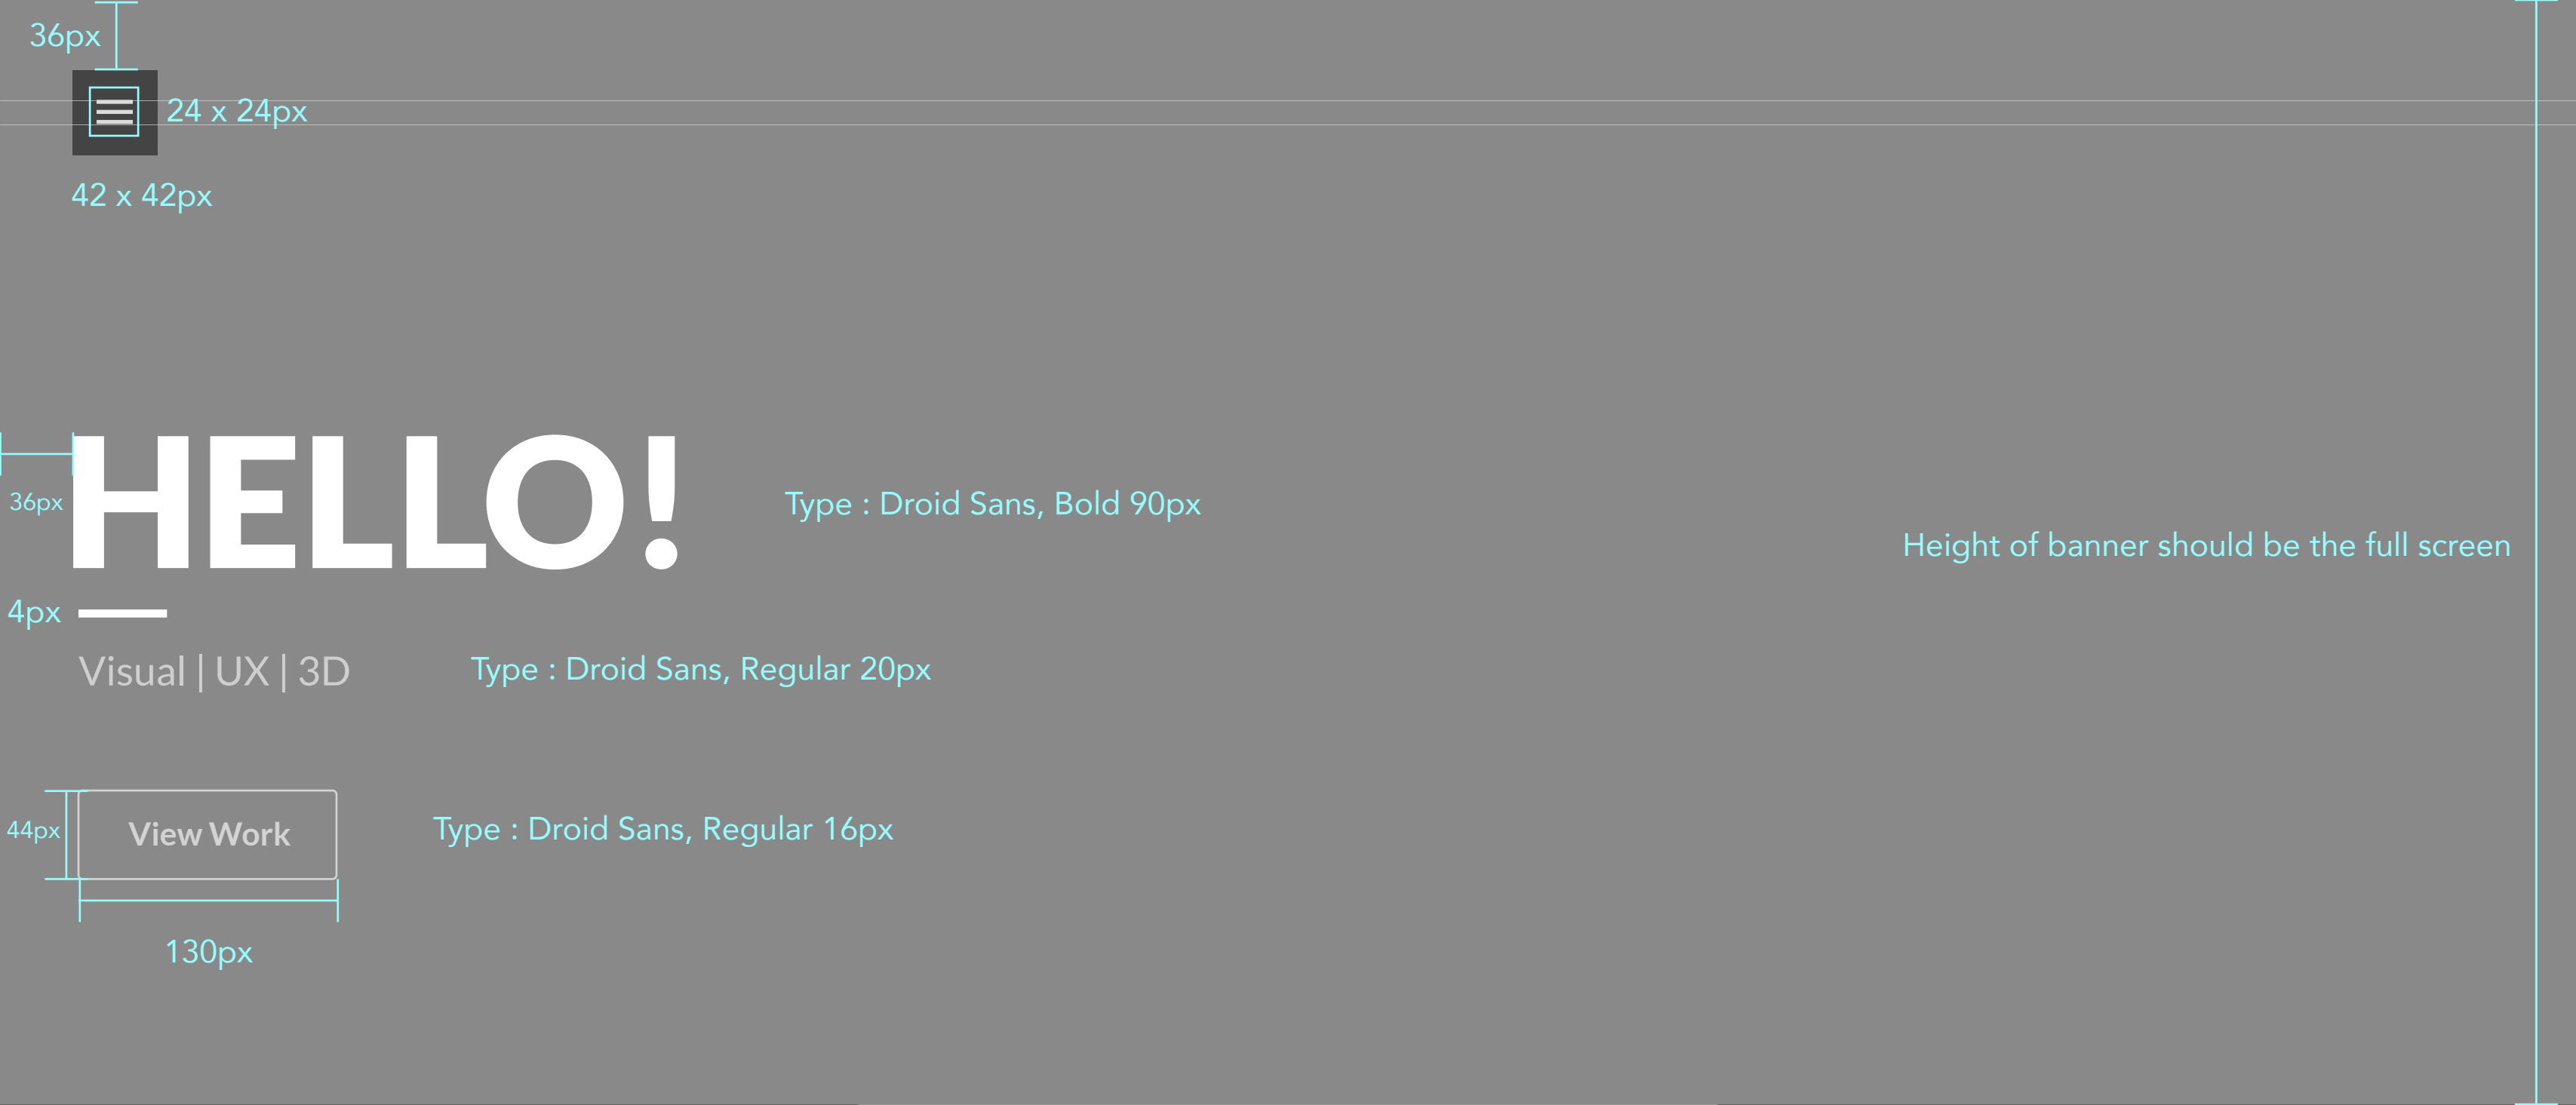 36px
24 x 24px
42 x 42px
HELLO!
36px
Type : Droid Sans, Bold 90px
Height of banner should be the full screen
4px
Visual | UX | 3D
Type : Droid Sans, Regular 20px
44px
View Work
Type : Droid Sans, Regular 16px
130px